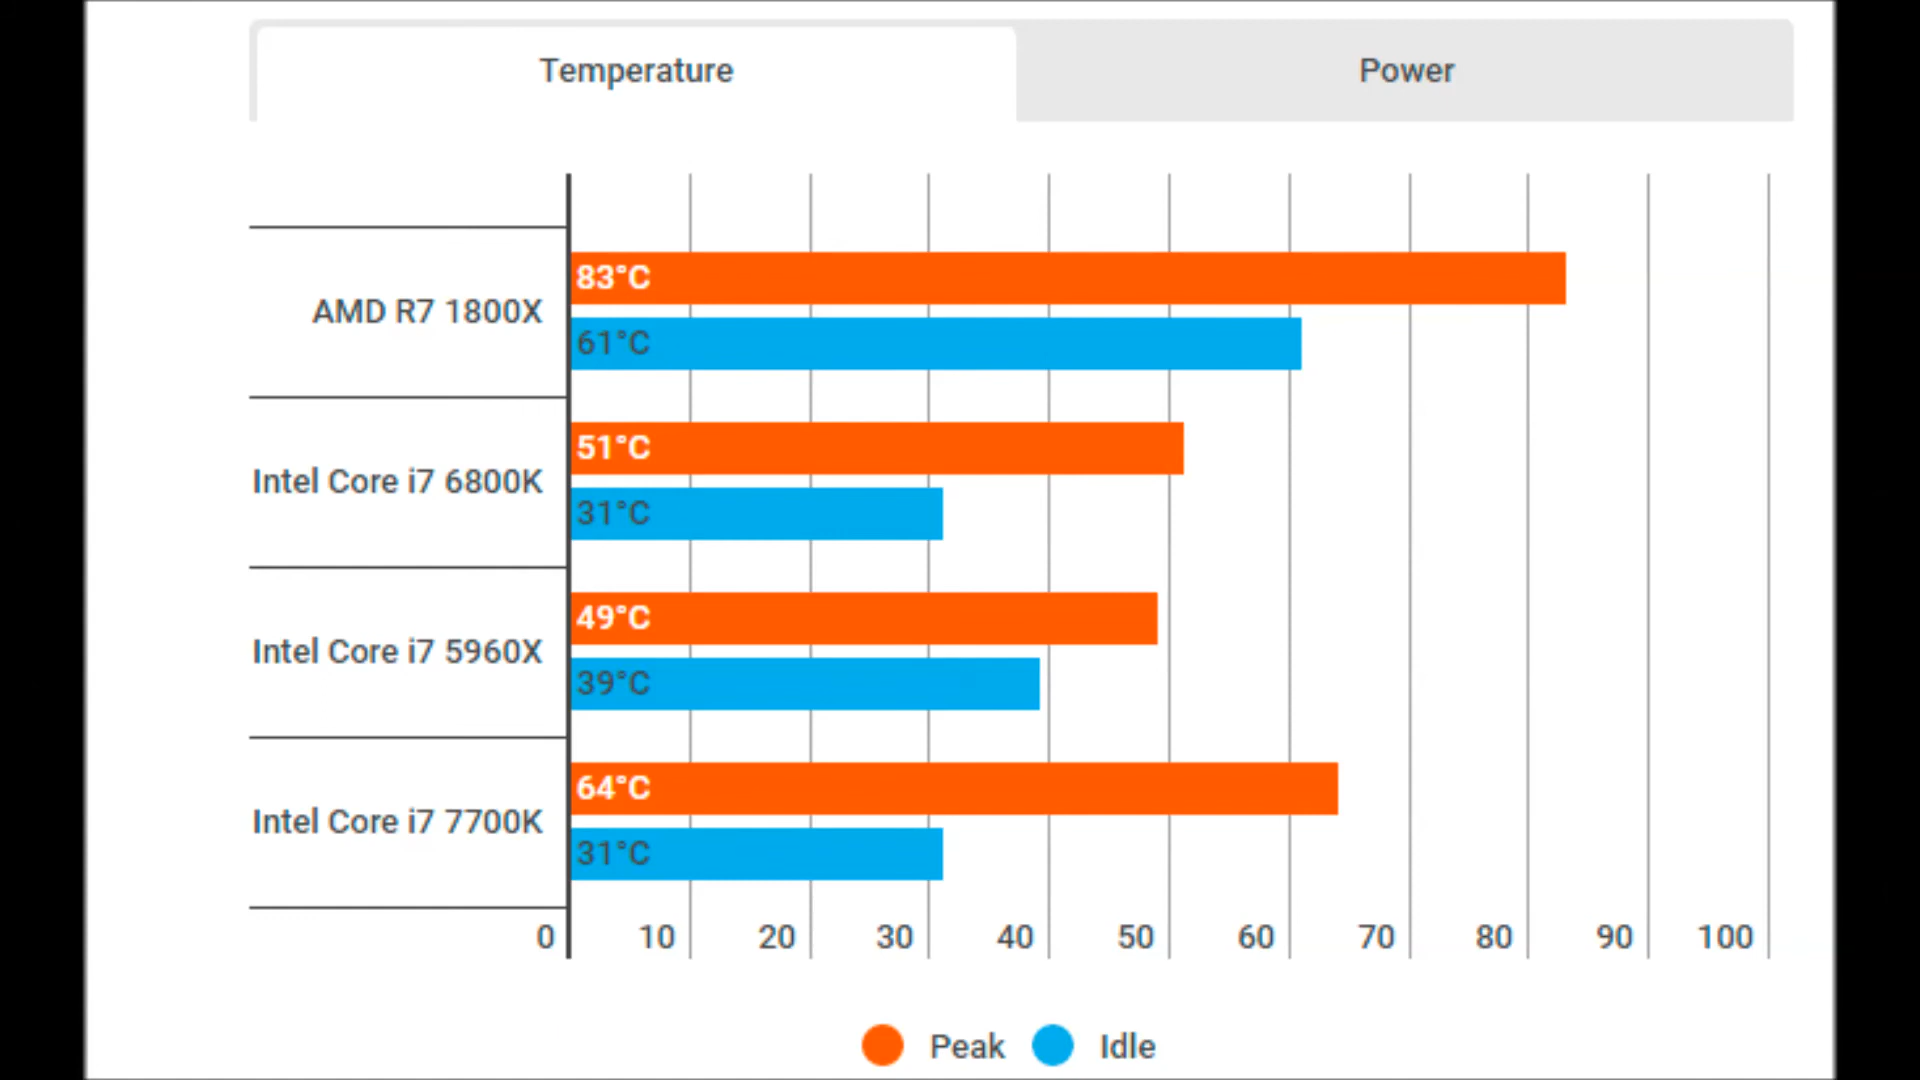 Temperature Power
AMD R7 1800X
83°C
61°C
Intel Core i7 6800K
51°C
31°C
Intel Core i7 5960X
49°C
39°C
Intel Core i7 7700K
64°C
31°C
0 10 20 30 40 50 60 70 80 90 100
Peak Idle